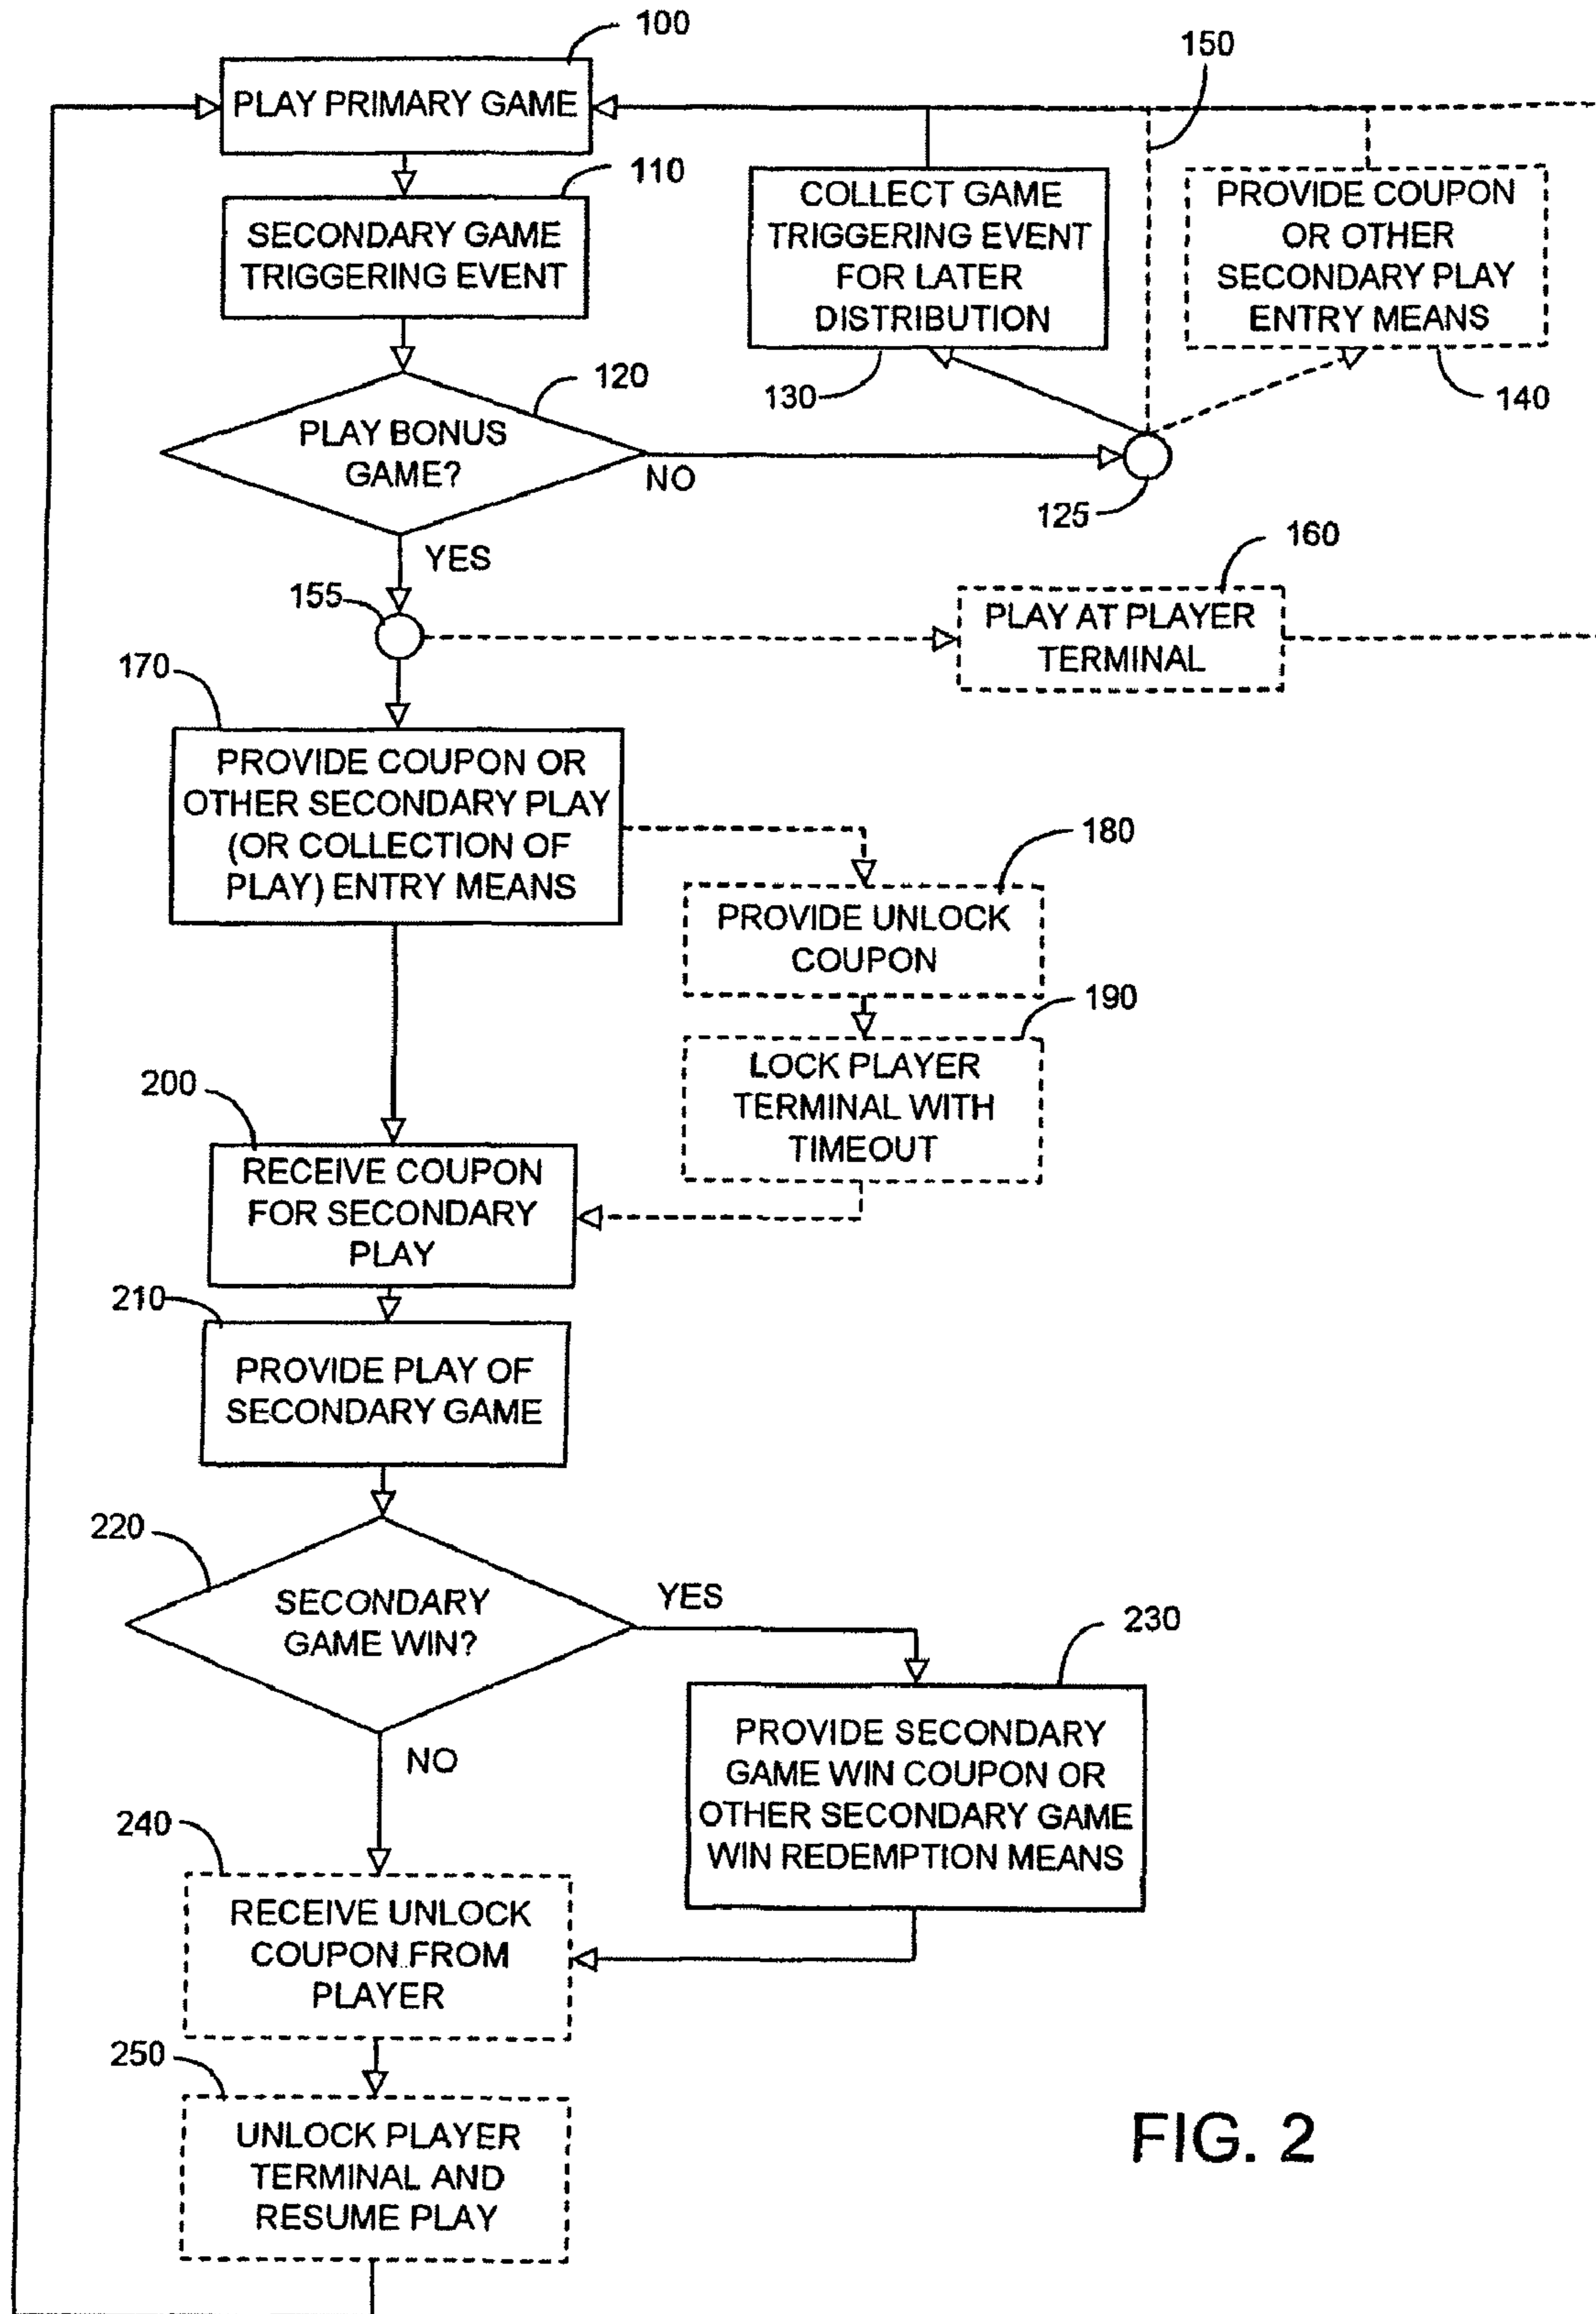 100
150
PLAY PRIMARY GAME
110
SECONDARY GAME
TRIGGERING EVENT
COLLECT GAME
TRIGGERING EVENT
FOR LATER
DISTRIBUTION
PROVIDE COUPON
OR OTHER
SECONDARY PLAY
ENTRY MEANS
120
130
140
PLAY BONUS
GAME?
NO
125
YES
155
160
PLAY AT PLAYER
TERMINAL
170
PROVIDE COUPON OR
OTHER SECONDARY PLAY
(OR COLLECTION OF
PLAY) ENTRY MEANS
180
PROVIDE UNLOCK
COUPON
190
LOCK PLAYER
TERMINAL WITH
TIMEOUT
200
RECEIVE COUPON
FOR SECONDARY
PLAY
210
PROVIDE PLAY OF
SECONDARY GAME
220
SECONDARY
GAME WIN?
YES
230
PROVIDE SECONDARY
GAME WIN COUPON OR
OTHER SECONDARY GAME
WIN REDEMPTION MEANS
NO
240
RECEIVE UNLOCK
COUPON FROM
PLAYER
250
UNLOCK PLAYER
TERMINAL AND
RESUME PLAY
FIG. 2